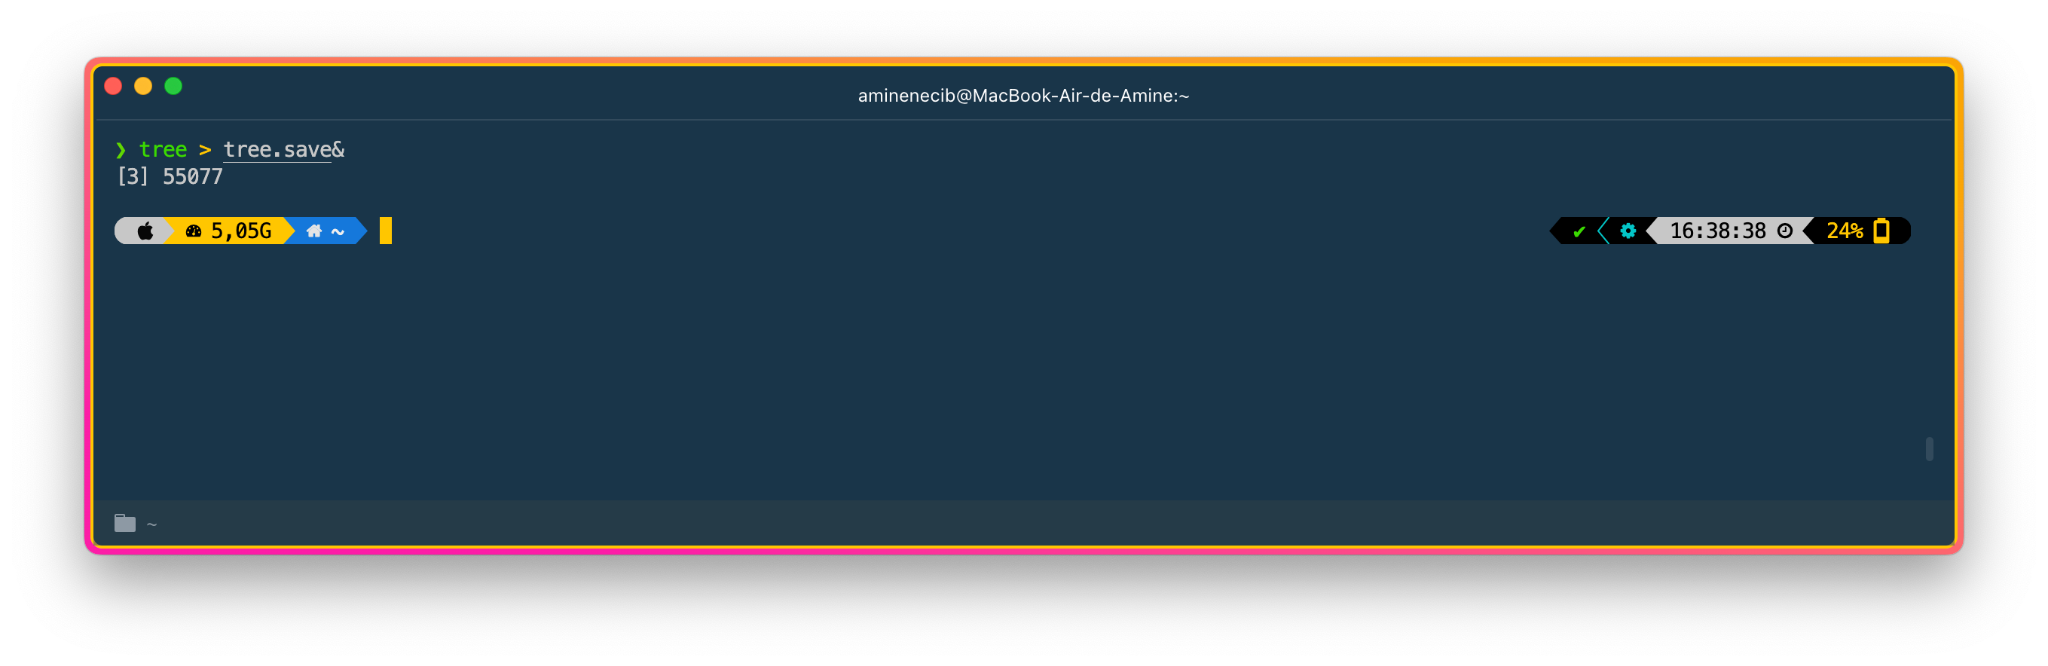 aminenecib@MacBook-Air-de-Amine:~
❯ tree > tree.save&
[3] 55077
5,05G ~ ✔ 16:38:38 24%
~